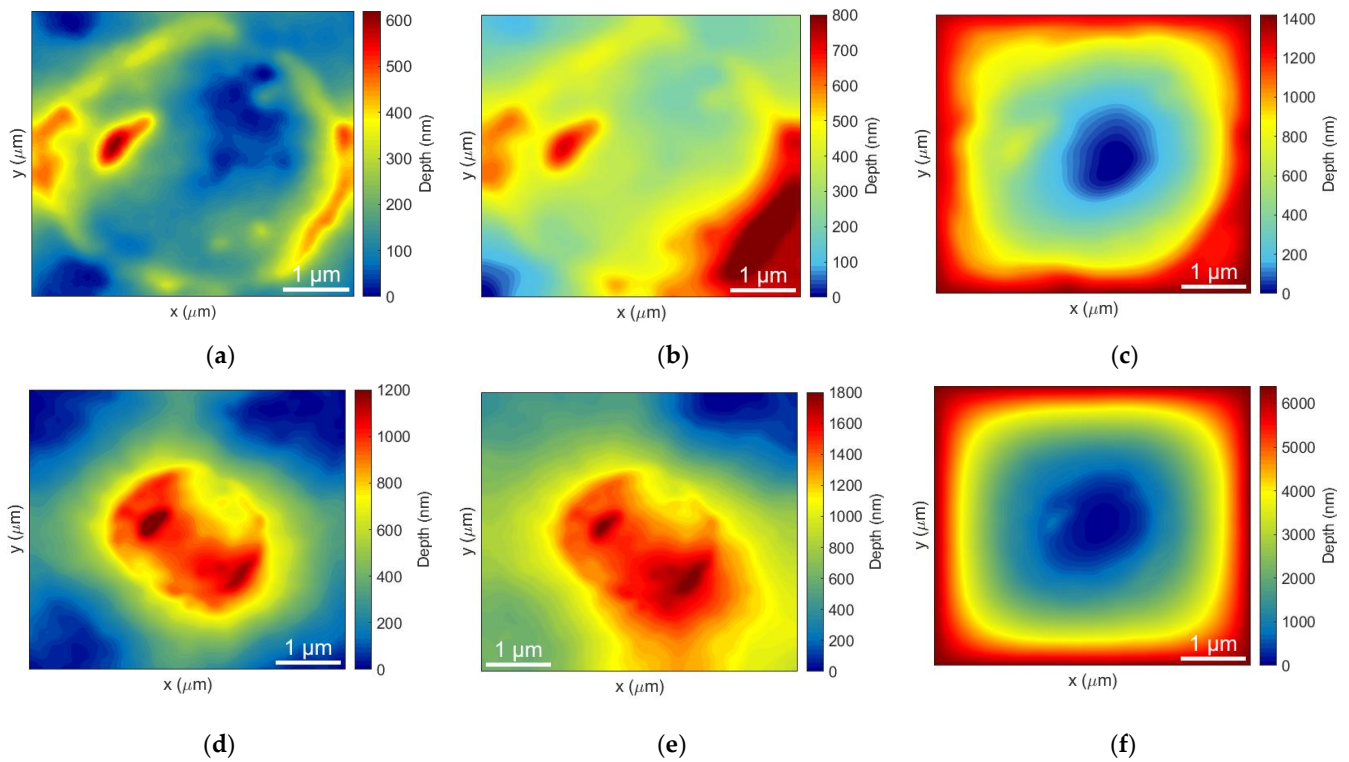 600
500
400
300
200
100
0
Depth (nm)
y (μm)
1 μm
x (μm)
(a)
800
700
600
500
400
300
200
100
0
Depth (nm)
y (μm)
1 μm
x (μm)
(b)
1400
1200
1000
800
600
400
200
0
Depth (nm)
y (μm)
1 μm
x (μm)
(c)
1200
1000
800
600
400
200
0
Depth (nm)
y (μm)
1 μm
x (μm)
(d)
1800
1600
1400
1200
1000
800
600
400
200
0
Depth (nm)
y (μm)
1 μm
x (μm)
(e)
6000
5000
4000
3000
2000
1000
0
Depth (nm)
y (μm)
1 μm
x (μm)
(f)